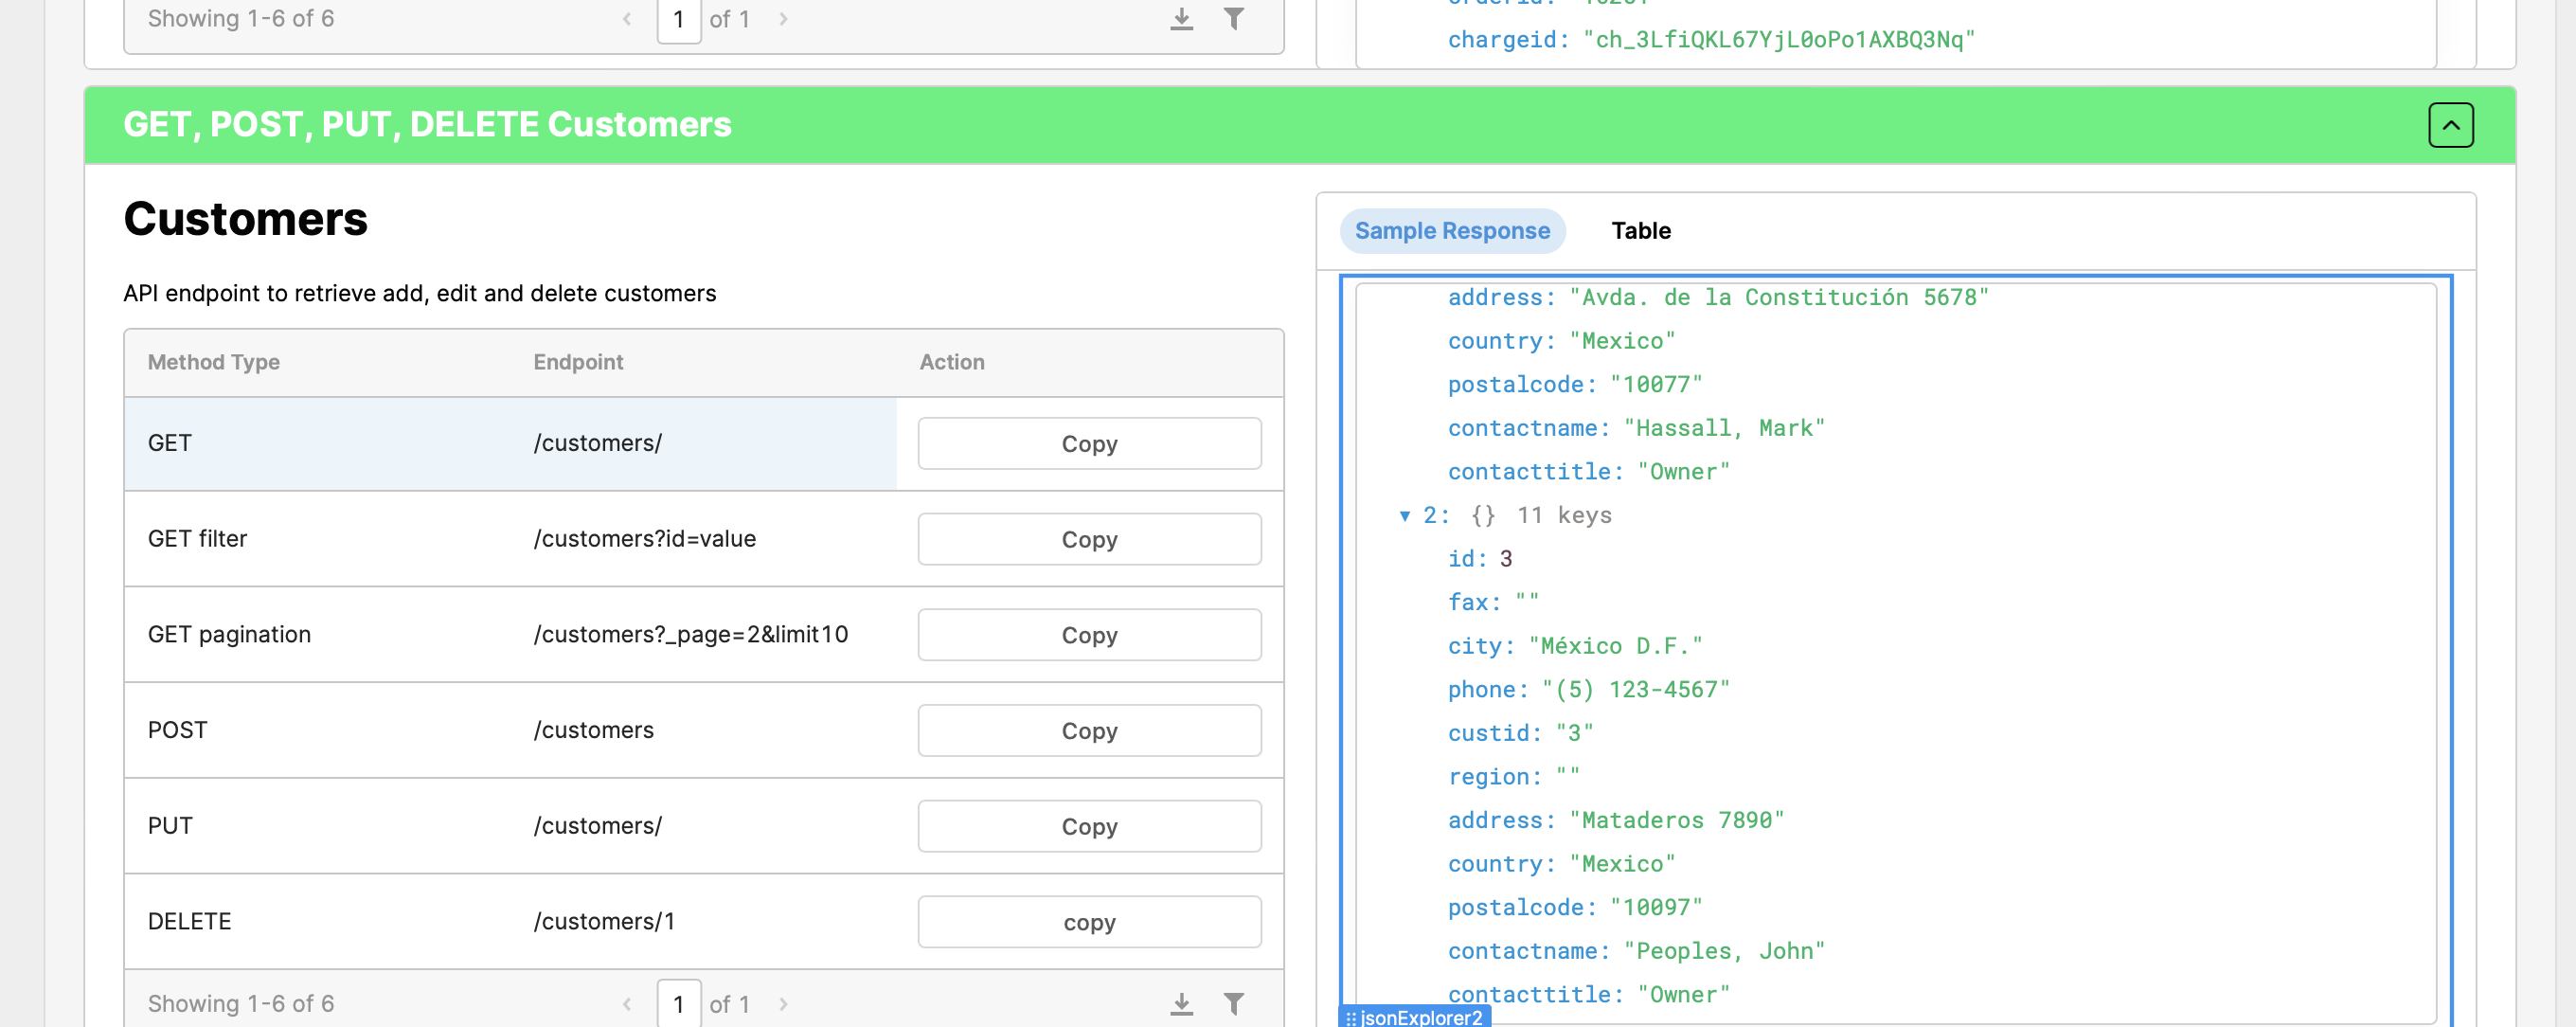 Showing 1-6 of 6
1 of 1
chargeid: "ch_3LfiQKL67YjL0oPo1AXBQ3Nq"
GET, POST, PUT, DELETE Customers
Customers
API endpoint to retrieve add, edit and delete customers
Method Type Endpoint Action
GET /customers/ Copy
GET filter /customers?id=value Copy
GET pagination /customers?_page=2&limit10 Copy
POST /customers Copy
PUT /customers/ Copy
DELETE /customers/1 copy
Showing 1-6 of 6
1 of 1
Sample Response Table
address: "Avda. de la Constitución 5678"
country: "Mexico"
postalcode: "10077"
contactname: "Hassall, Mark"
contacttitle: "Owner"
2: {} 11 keys
id: 3
fax: ""
city: "México D.F."
phone: "(5) 123-4567"
custid: "3"
region: ""
address: "Mataderos 7890"
country: "Mexico"
postalcode: "10097"
contactname: "Peoples, John"
contacttitle: "Owner"
jsonExplorer2